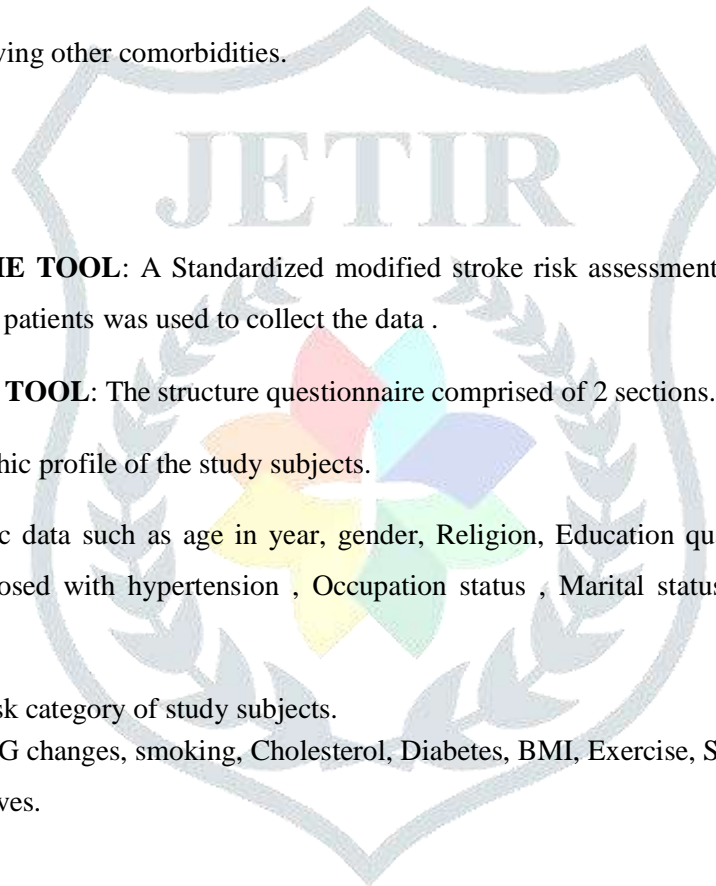 ving other comorbidities.
JETIR
IE TOOL: A Standardized modified stroke risk assessment
patients was used to collect the data .
TOOL: The structure questionnaire comprised of 2 sections.
hic profile of the study subjects.
c data such as age in year, gender, Religion, Education qu
osed with hypertension , Occupation status , Marital status
sk category of study subjects.
G changes, smoking, Cholesterol, Diabetes, BMI, Exercise, S
ves.